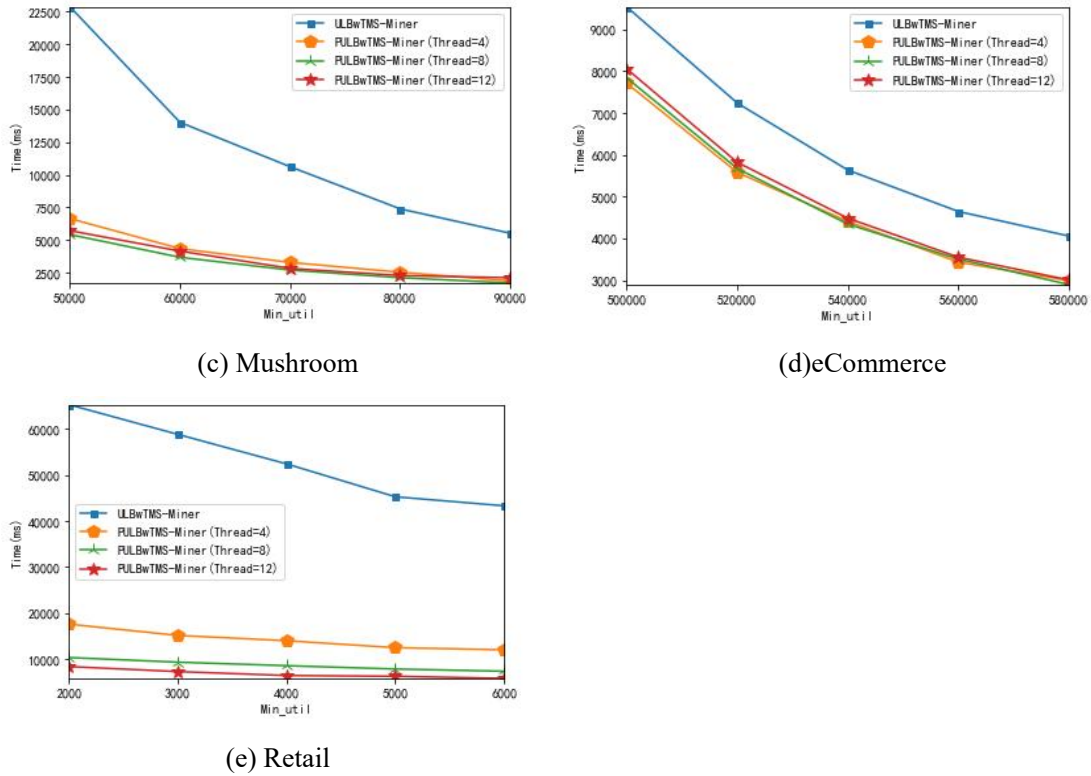 22500
20000
17500
15000
12500
10000
7500
5000
2500
Time(ms)
ULBwTMS-Miner
PULBwTMS-Miner(Thread=4)
PULBwTMS-Miner(Thread=8)
PULBwTMS-Miner(Thread=12)
50000 60000 70000 80000 90000
Min_util
(c) Mushroom
9000
8000
7000
6000
5000
4000
3000
Time(ms)
ULBwTMS-Miner
PULBwTMS-Miner(Thread=4)
PULBwTMS-Miner(Thread=8)
PULBwTMS-Miner(Thread=12)
500000 520000 540000 560000 580000
Min_util
(d)eCommerce
60000
50000
40000
30000
20000
10000
Time(ms)
ULBwTMS-Miner
PULBwTMS-Miner(Thread=4)
PULBwTMS-Miner(Thread=8)
PULBwTMS-Miner(Thread=12)
2000 3000 4000 5000 6000
Min_util
(e) Retail